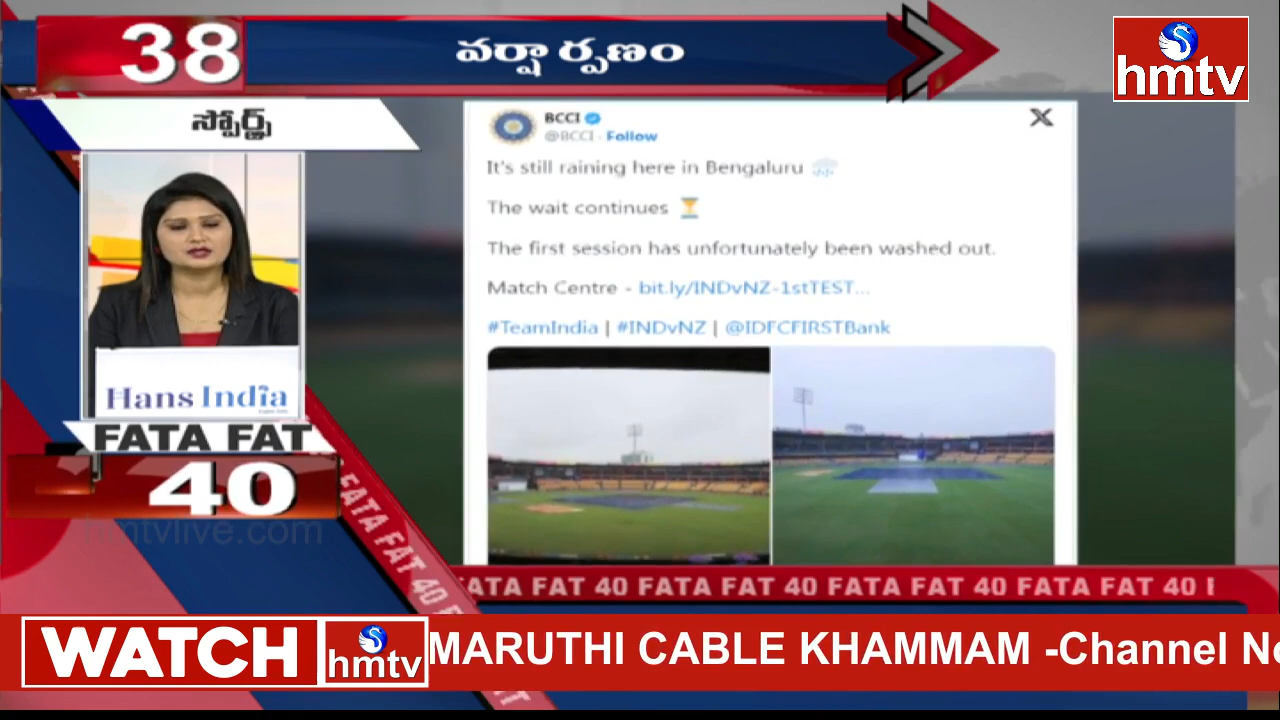 38
వర్షార్పణం
hmtv
స్పోర్ట్స్
BCCI
@BCCI · Follow
X
It's still raining here in Bengaluru 🌧️
The wait continues ⏳
The first session has unfortunately been washed out.
Match Centre - bit.ly/INDvNZ-1stTEST...
#TeamIndia | #INDvNZ | @IDFCFIRSTBank
Hans India
FATA FAT
40
hmtvlive.com
FATA FAT 40
FATA FAT 40 FATA FAT 40 FATA FAT 40 FATA FAT 40
WATCH hmtv MARUTHI CABLE KHAMMAM -Channel No